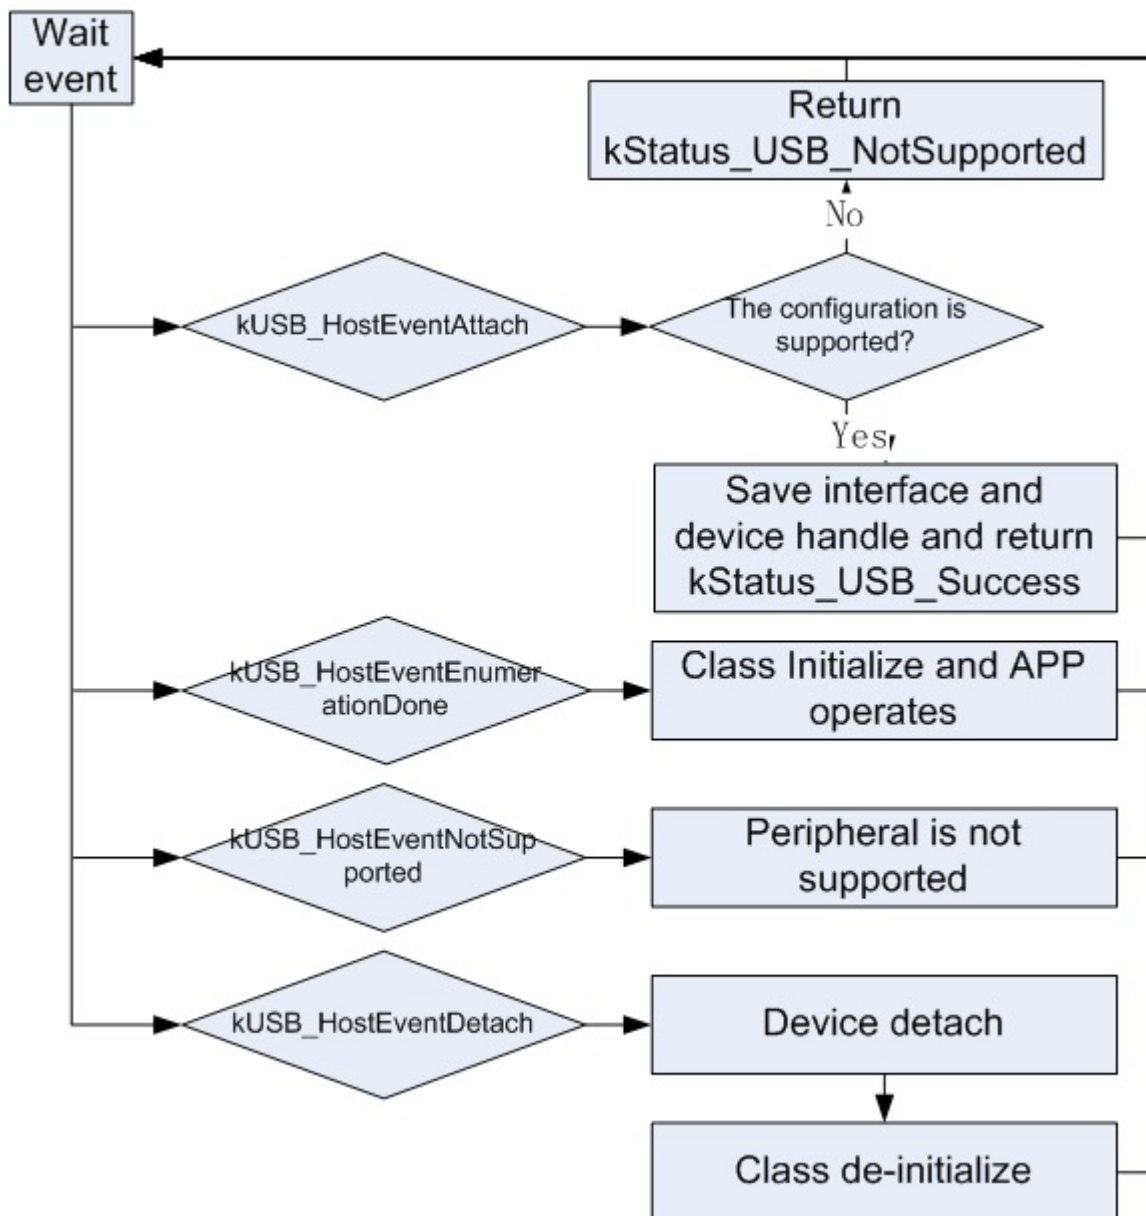 Wait
event
Return
kStatus_USB_NotSupported
No
kUSB_HostEventAttach
The configuration is
supported?
Yes
Save interface and
device handle and return
kStatus_USB_Success
kUSB_HostEventEnumer
ationDone
Class Initialize and APP
operates
kUSB_HostEventNotSup
ported
Peripheral is not
supported
kUSB_HostEventDetach
Device detach
Class de-initialize